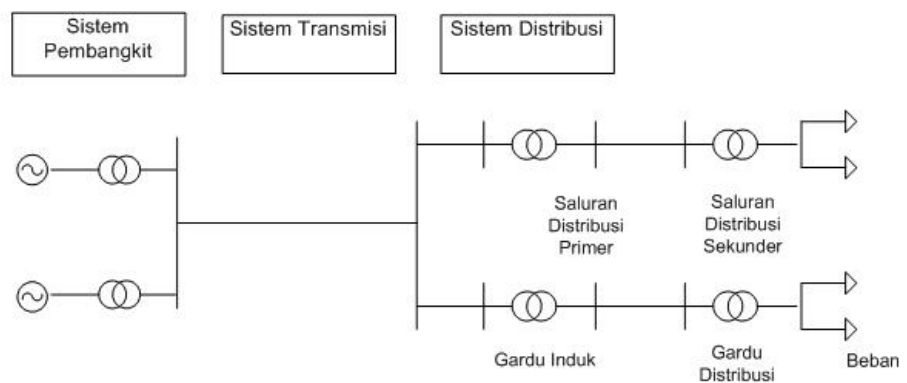 Sistem
Pembangkit
Sistem Transmisi
Sistem Distribusi
Saluran
Distribusi
Primer
Saluran
Distribusi
Sekunder
Gardu Induk
Gardu
Distribusi
Beban